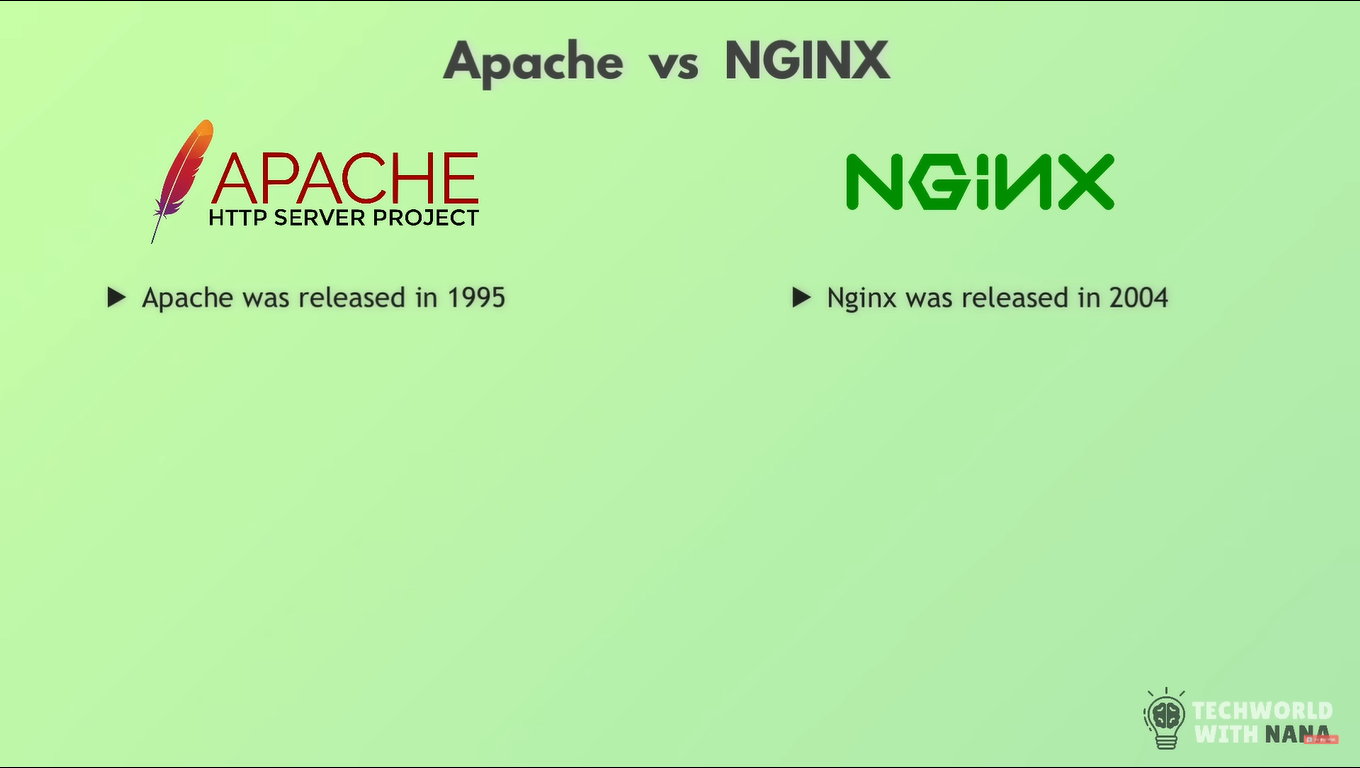 Apache vs NGINX
APACHE
HTTP SERVER PROJECT
NGiNX
▶ Apache was released in 1995
▶ Nginx was released in 2004
TECHWORLD
WITH NANA